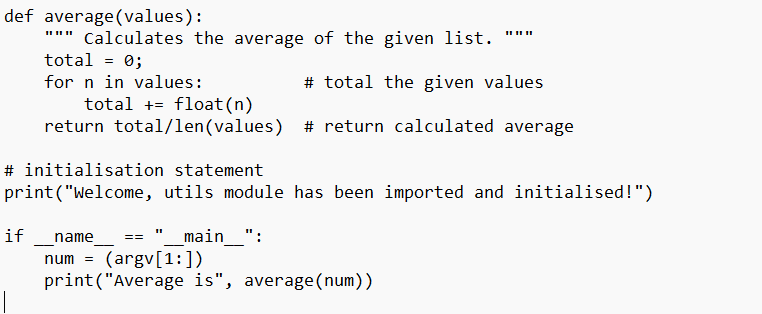 def average(values):
    """ Calculates the average of the given list. """
    total = 0;
    for n in values:          # total the given values
        total += float(n)
    return total/len(values)  # return calculated average

# initialisation statement
print("Welcome, utils module has been imported and initialised!")

if __name__ == "__main__":
    num = (argv[1:])
    print("Average is", average(num))